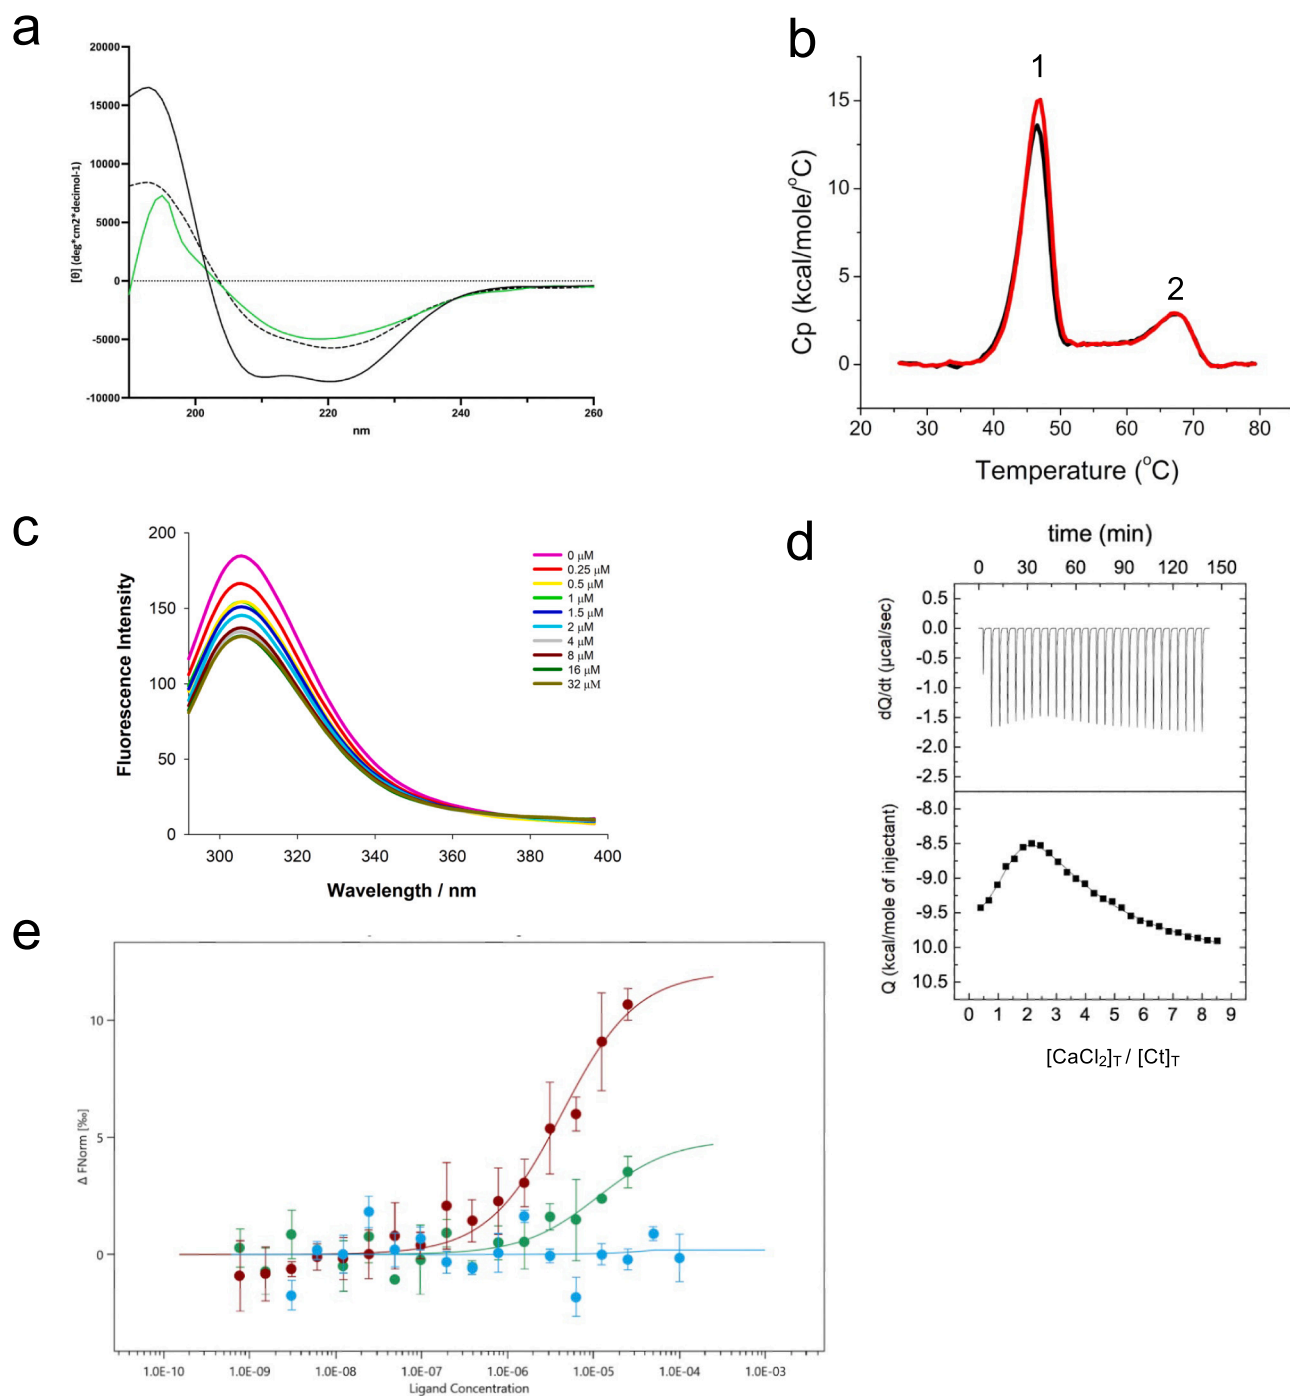 a
20000
15000
10000
5000
0
-5000
-10000
[θ] (deg*cm2*decimol-1)
200
220
240
260
nm
b
1
2
15
10
5
0
Cp (kcal/mole/°C)
20
30
40
50
60
70
80
Temperature (°C)
c
200
150
100
50
0
Fluorescence Intensity
0 µM
0.25 µM
0.5 µM
1 µM
1.5 µM
2 µM
4 µM
8 µM
16 µM
32 µM
300
320
340
360
380
400
Wavelength / nm
d
time (min)
0
30
60
90
120
150
0.5
0.0
-0.5
-1.0
-1.5
-2.0
-2.5
dQ/dt (µcal/sec)
-8.0
-8.5
-9.0
-9.5
10.0
10.5
Q (kcal/mole of injectant)
0
1
2
3
4
5
6
7
8
9
[CaCl₂]T / [Ct]T
e
10
5
0
Δ FNorm [‰]
1.0E-10
1.0E-09
1.0E-08
1.0E-07
1.0E-06
1.0E-05
1.0E-04
1.0E-03
Ligand Concentration